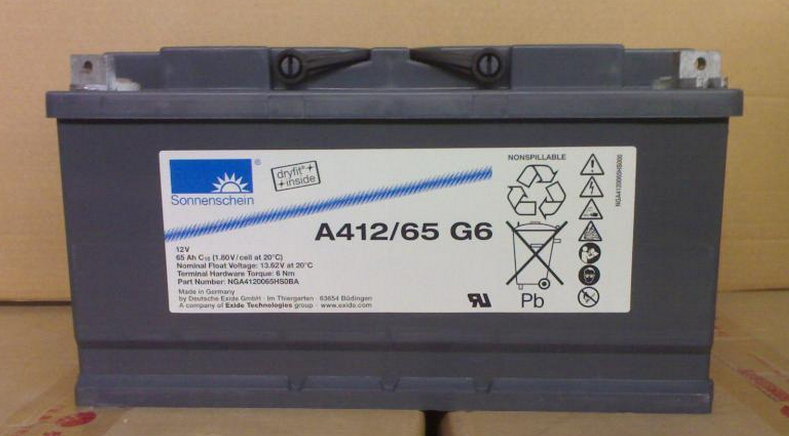 Sonnenschein
®
dryfit
inside
NONSPILLABLE
A412/65 G6
12V
65 Ah C10 (1.80V/cell at 20°C)
Nominal Float Voltage: 13.62V at 20°C
Terminal Hardware Torque: 6 Nm
Part Number: NGA4120065HS0BA
Made in Germany
by Deutsche Exide GmbH · Im Thiergarten · 63654 Büdingen
A company of Exide Technologies group · www.exide.com
Pb
NGA4120065HS000